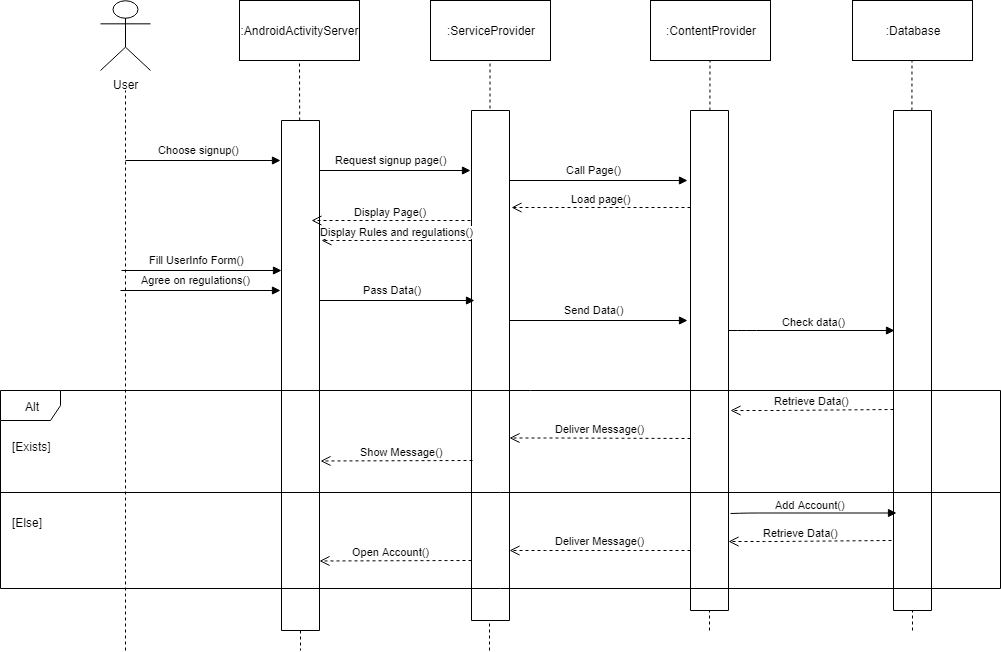 :AndroidActivityServer
:ServiceProvider
:ContentProvider
:Database
User
Choose signup()
Request signup page()
Call Page()
Load page()
Display Page()
Display Rules and regulations()
Fill UserInfo Form()
Agree on regulations()
Pass Data()
Send Data()
Check data()
Alt
Retrieve Data()
Deliver Message()
[Exists]
Show Message()
Add Account()
[Else]
Retrieve Data()
Deliver Message()
Open Account()